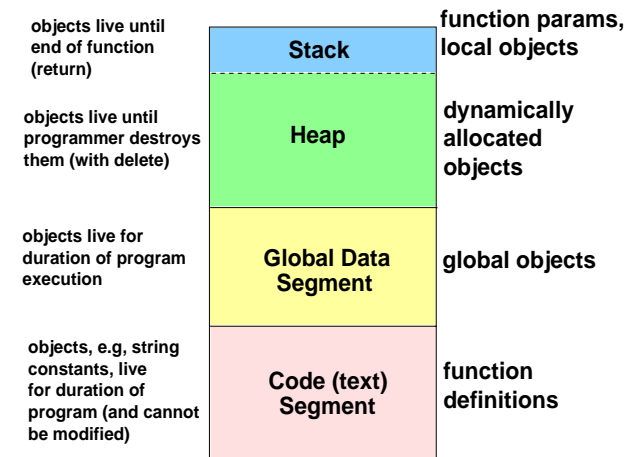 objects live until
end of function
(return)
Stack
function params,
local objects
objects live until
programmer destroys
them (with delete)
Heap
dynamically
allocated
objects
objects live for
duration of program
execution
Global Data
Segment
global objects
objects, e.g, string
constants, live
for duration of
program (and cannot
be modified)
Code (text)
Segment
function
definitions